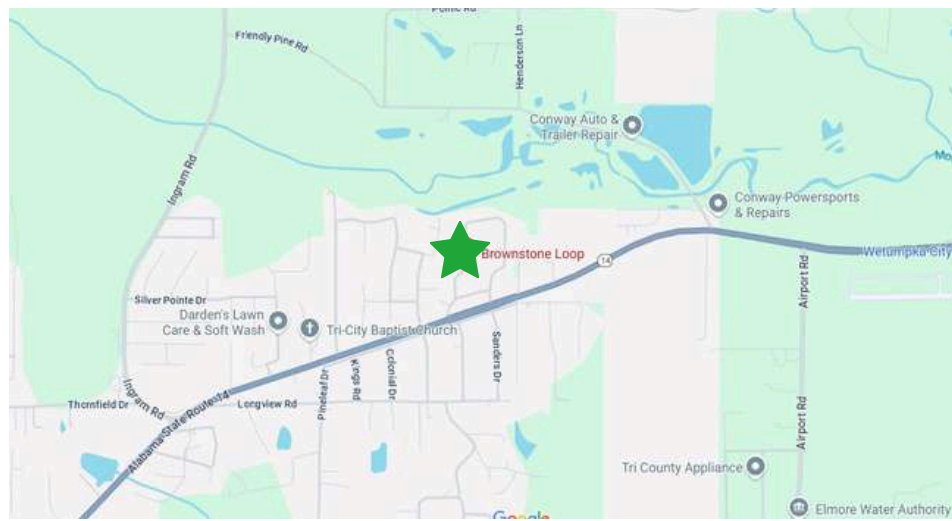 Friendly Pine Rd
Henderson Ln
Conway Auto &
Trailer Repair
Ingram Rd
Conway Powersports
& Repairs
Brownstone Loop
14
Wetumpka City
Airport Rd
Silver Pointe Dr
Darden's Lawn
Care & Soft Wash
Tri-City Baptist Church
Sanders Dr
Kings Rd
Colonial Dr
Pineleaf Dr
Ingram Rd
Thornfield Dr
Longview Rd
Alabama State Route 14
Airport Rd
Tri County Appliance
Elmore Water Authority
Google